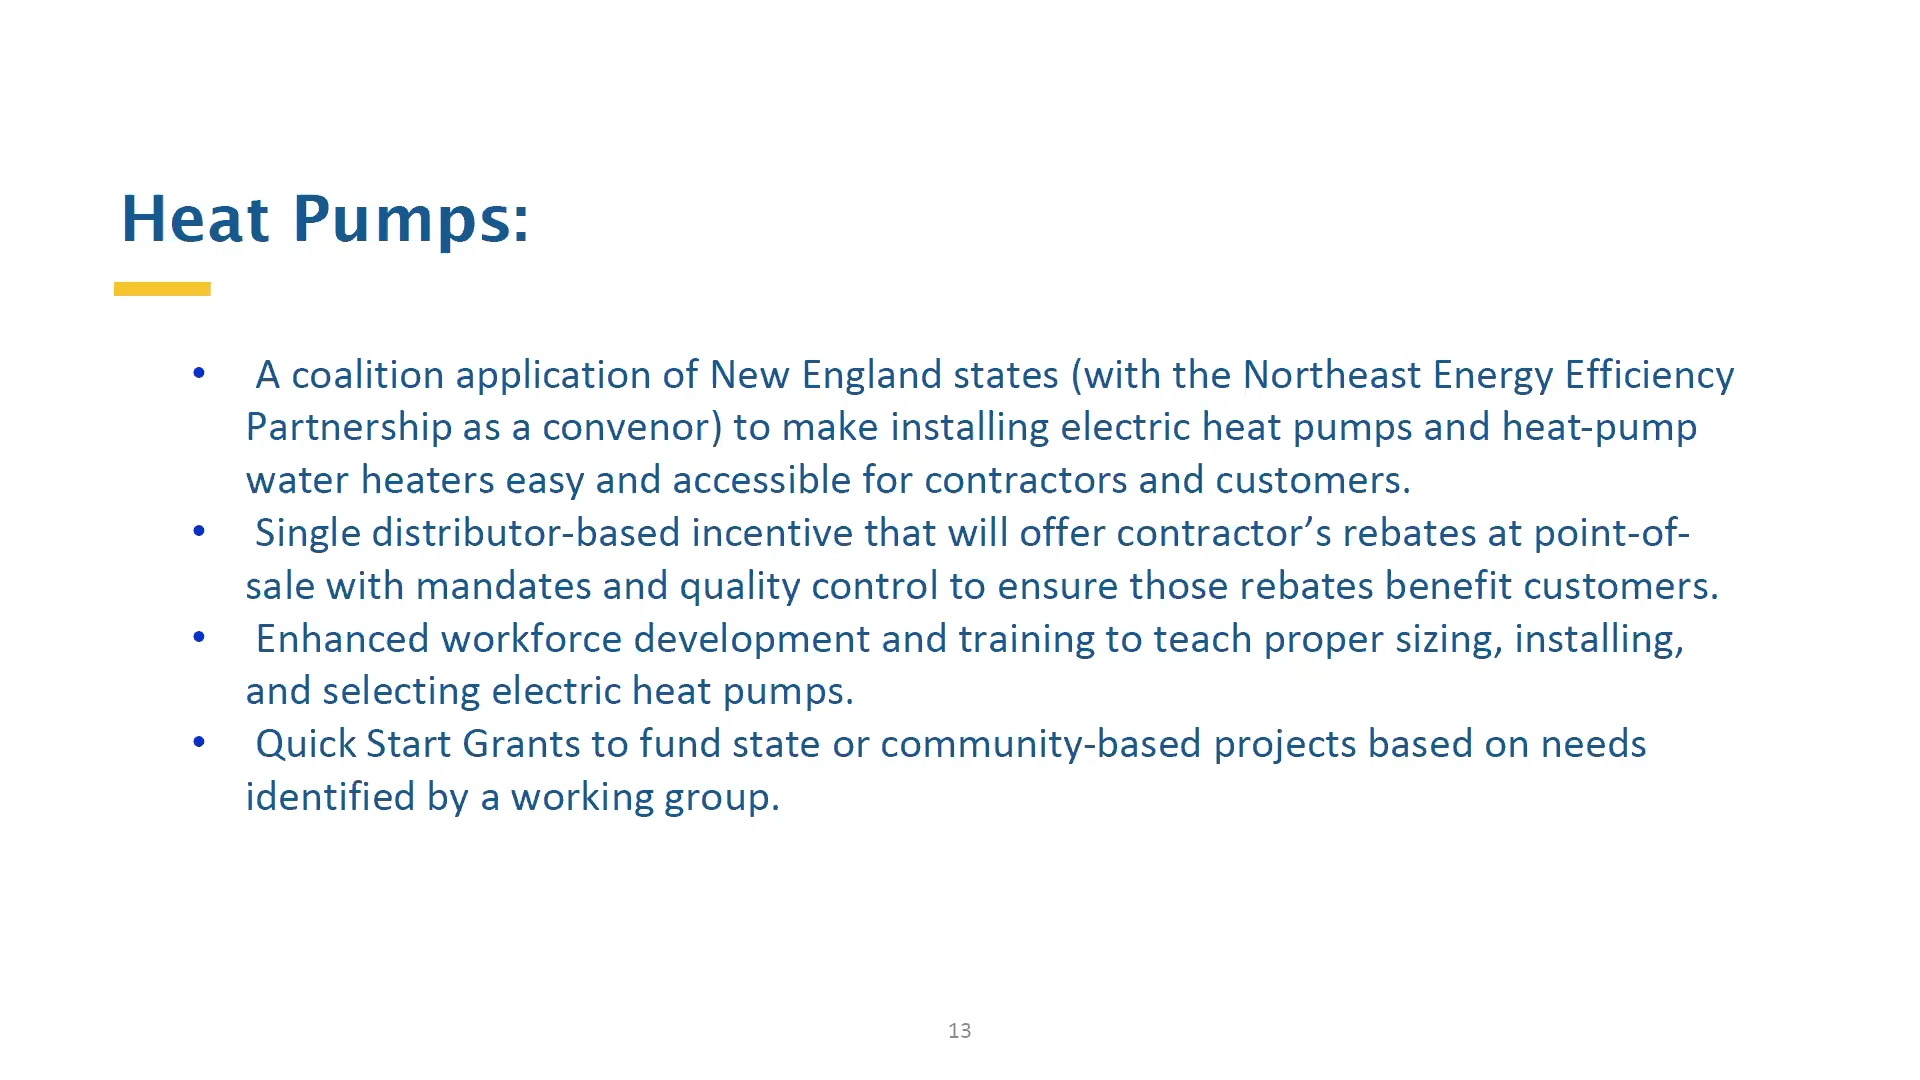 Heat Pumps:
• A coalition application of New England states (with the Northeast Energy Efficiency
Partnership as a convenor) to make installing electric heat pumps and heat-pump
water heaters easy and accessible for contractors and customers.
• Single distributor-based incentive that will offer contractor’s rebates at point-of-
sale with mandates and quality control to ensure those rebates benefit customers.
• Enhanced workforce development and training to teach proper sizing, installing,
and selecting electric heat pumps.
• Quick Start Grants to fund state or community-based projects based on needs
identified by a working group.
13